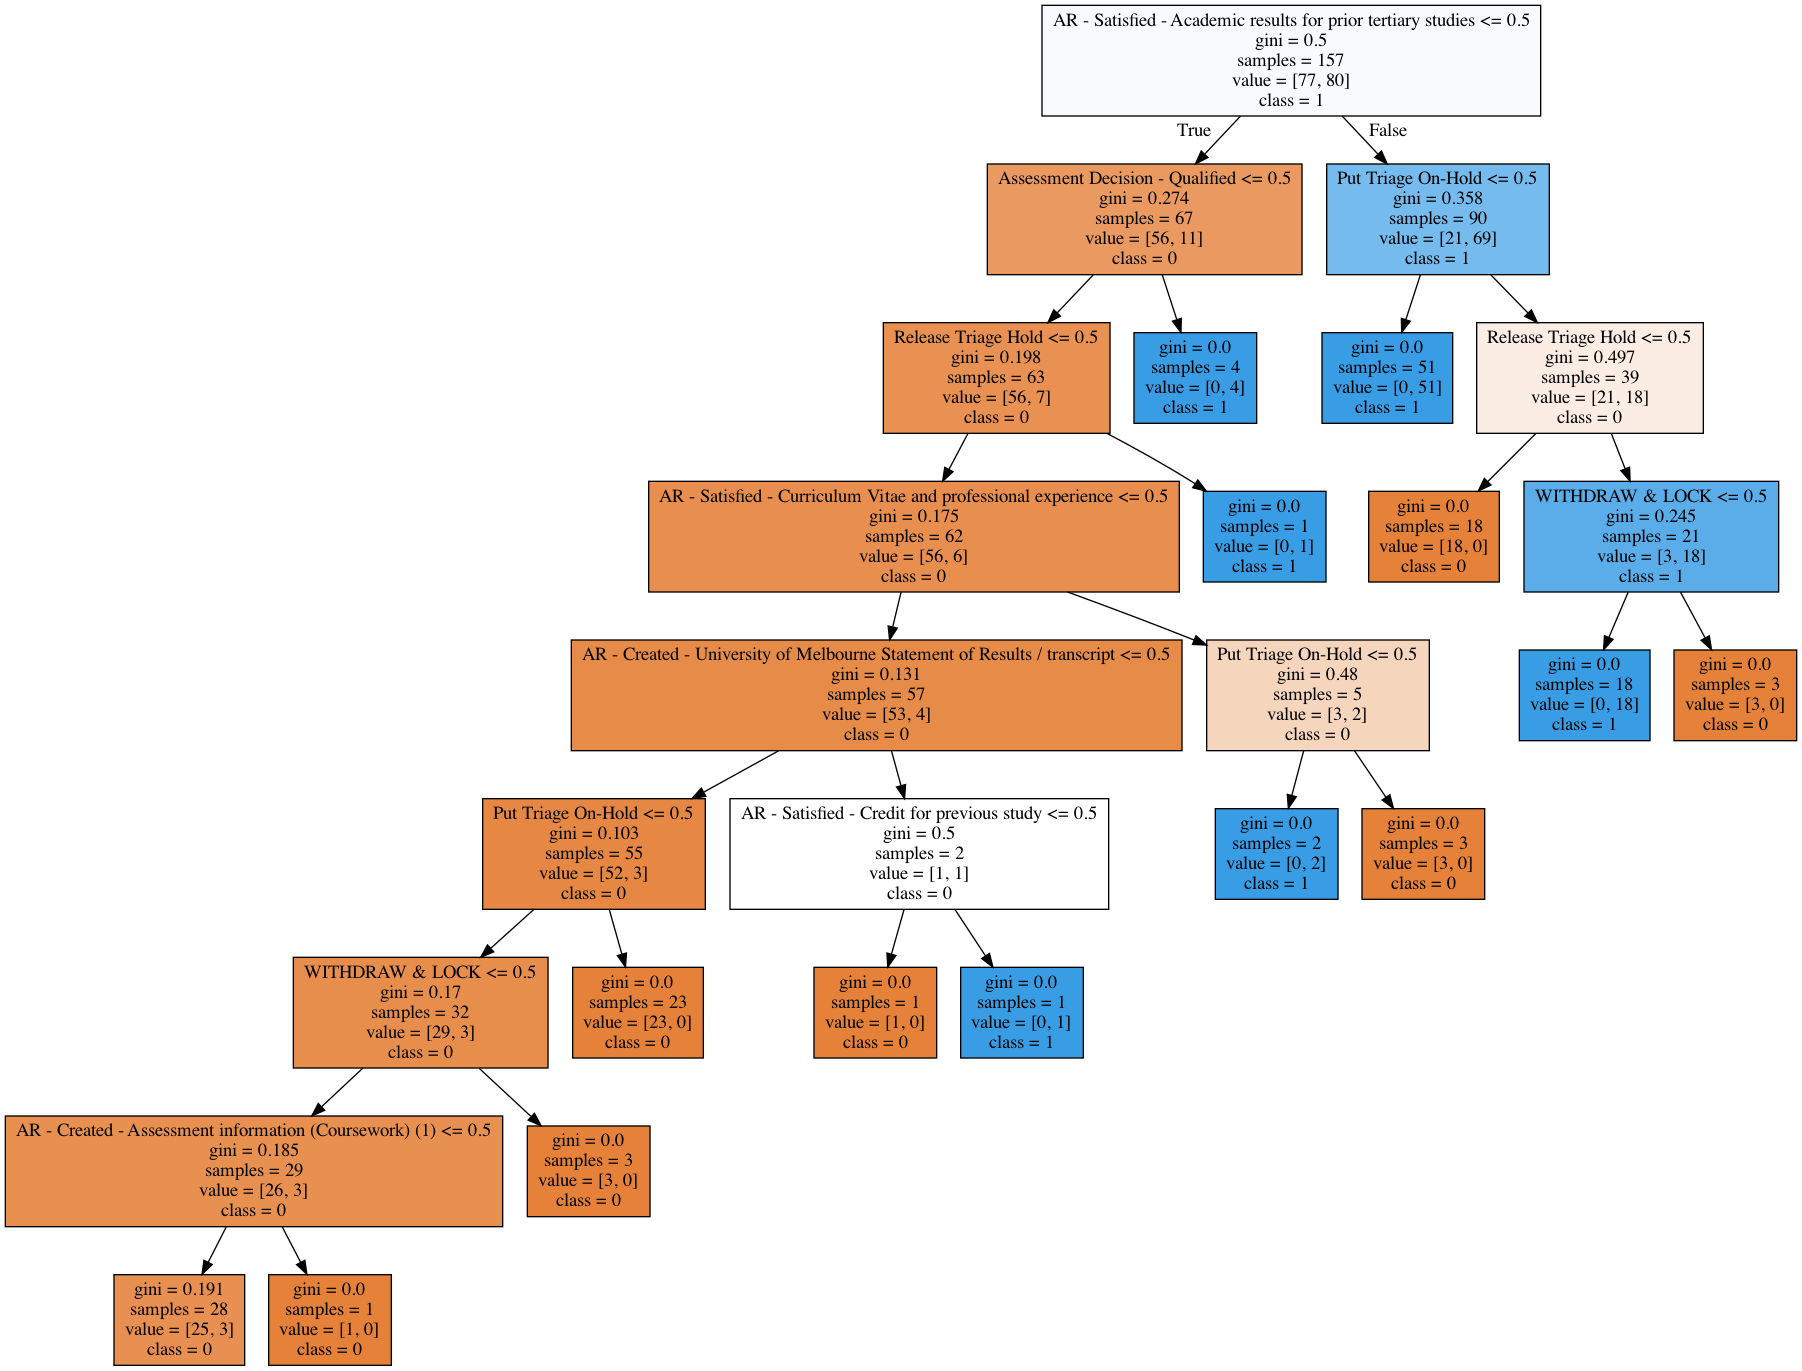 AR - Satisfied - Academic results for prior tertiary studies <= 0.5
gini = 0.5
samples = 157
value = [77, 80]
class = 1
True
False
Assessment Decision - Qualified <= 0.5
gini = 0.274
samples = 67
value = [56, 11]
class = 0
Put Triage On-Hold <= 0.5
gini = 0.358
samples = 90
value = [21, 69]
class = 1
Release Triage Hold <= 0.5
gini = 0.198
samples = 63
value = [56, 7]
class = 0
gini = 0.0
samples = 4
value = [0, 4]
class = 1
gini = 0.0
samples = 51
value = [0, 51]
class = 1
Release Triage Hold <= 0.5
gini = 0.497
samples = 39
value = [21, 18]
class = 0
AR - Satisfied - Curriculum Vitae and professional experience <= 0.5
gini = 0.175
samples = 62
value = [56, 6]
class = 0
gini = 0.0
samples = 1
value = [0, 1]
class = 1
gini = 0.0
samples = 18
value = [18, 0]
class = 0
WITHDRAW & LOCK <= 0.5
gini = 0.245
samples = 21
value = [3, 18]
class = 1
AR - Created - University of Melbourne Statement of Results / transcript <= 0.5
gini = 0.131
samples = 57
value = [53, 4]
class = 0
Put Triage On-Hold <= 0.5
gini = 0.48
samples = 5
value = [3, 2]
class = 0
gini = 0.0
samples = 18
value = [0, 18]
class = 1
gini = 0.0
samples = 3
value = [3, 0]
class = 0
Put Triage On-Hold <= 0.5
gini = 0.103
samples = 55
value = [52, 3]
class = 0
AR - Satisfied - Credit for previous study <= 0.5
gini = 0.5
samples = 2
value = [1, 1]
class = 0
gini = 0.0
samples = 2
value = [0, 2]
class = 1
gini = 0.0
samples = 3
value = [3, 0]
class = 0
WITHDRAW & LOCK <= 0.5
gini = 0.17
samples = 32
value = [29, 3]
class = 0
gini = 0.0
samples = 23
value = [23, 0]
class = 0
gini = 0.0
samples = 1
value = [1, 0]
class = 0
gini = 0.0
samples = 1
value = [0, 1]
class = 1
AR - Created - Assessment information (Coursework) (1) <= 0.5
gini = 0.185
samples = 29
value = [26, 3]
class = 0
gini = 0.0
samples = 3
value = [3, 0]
class = 0
gini = 0.191
samples = 28
value = [25, 3]
class = 0
gini = 0.0
samples = 1
value = [1, 0]
class = 0